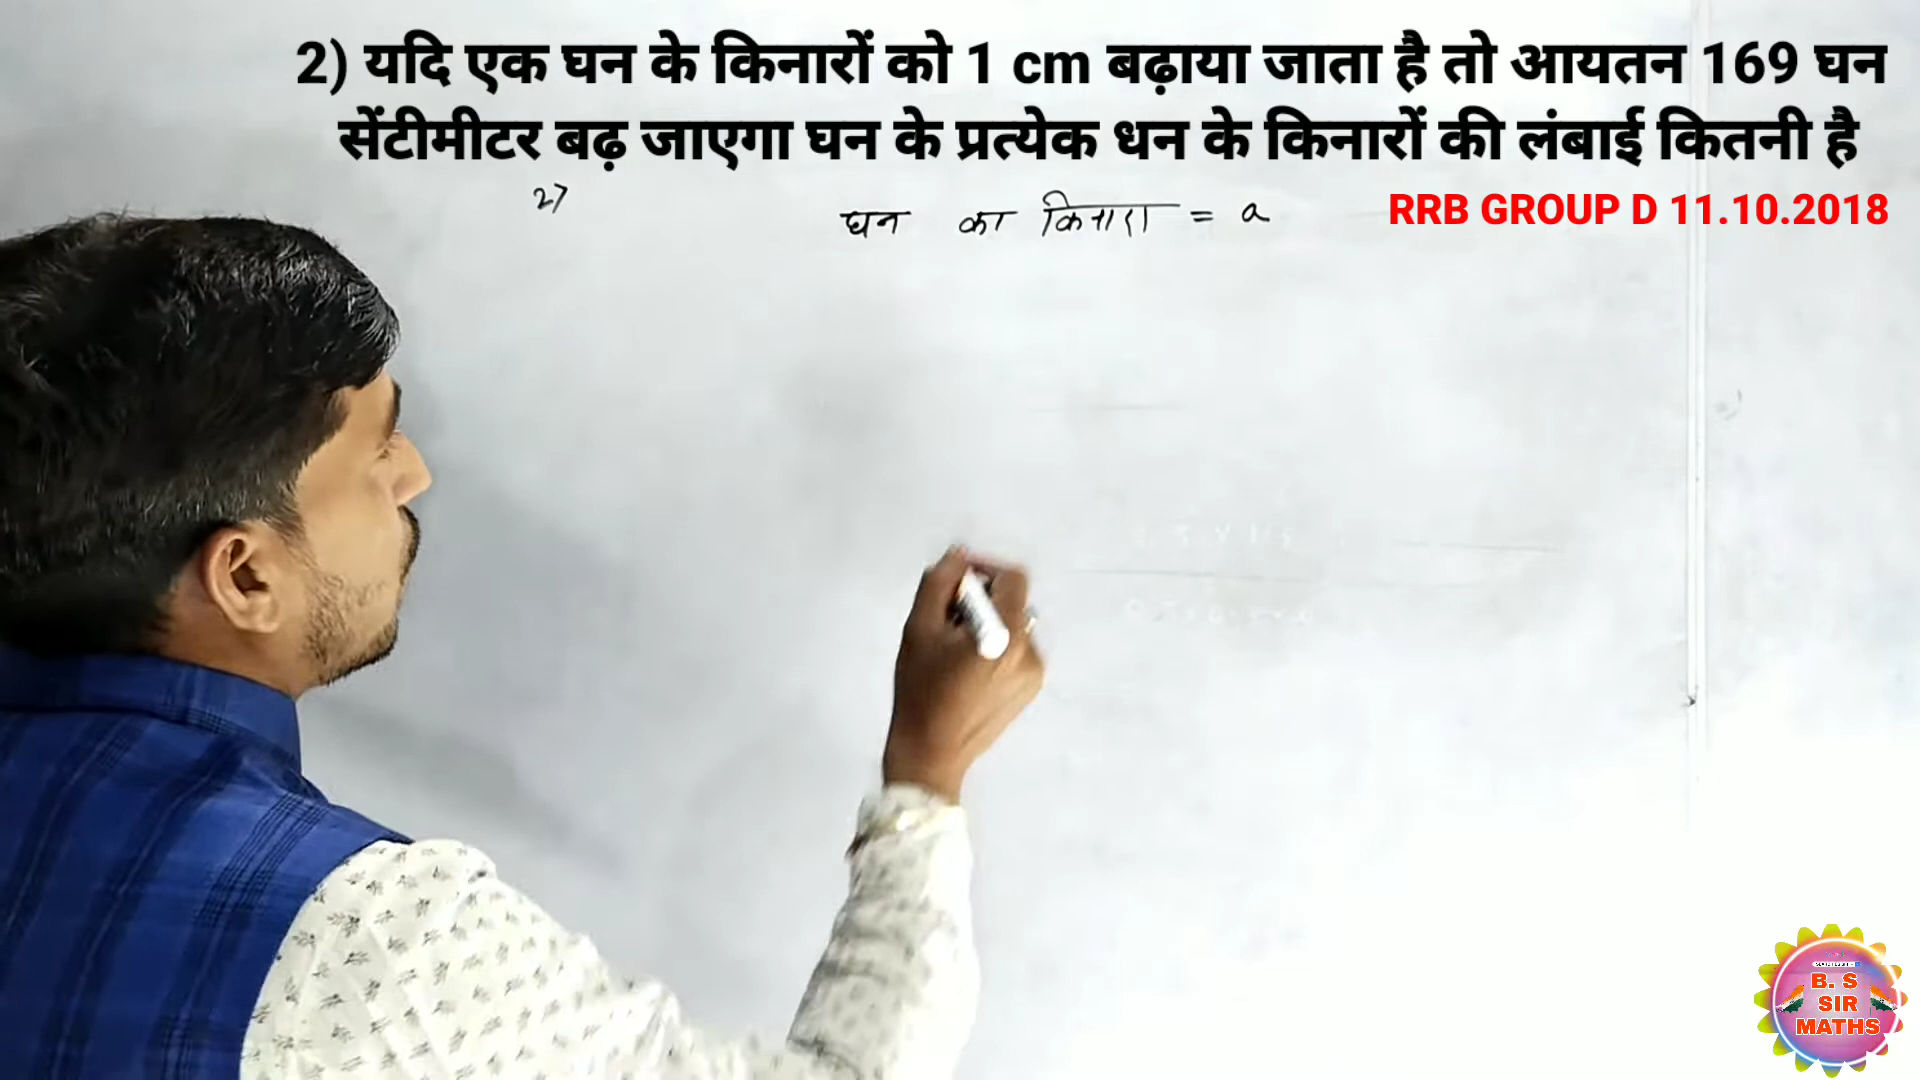 2) यदि एक घन के किनारों को 1 cm बढ़ाया जाता है तो आयतन 169 घन
सेंटीमीटर बढ़ जाएगा घन के प्रत्येक धन के किनारों की लंबाई कितनी है
RRB GROUP D 11.10.2018
2)
घन का किनारा = a
B. S
SIR
MATHS